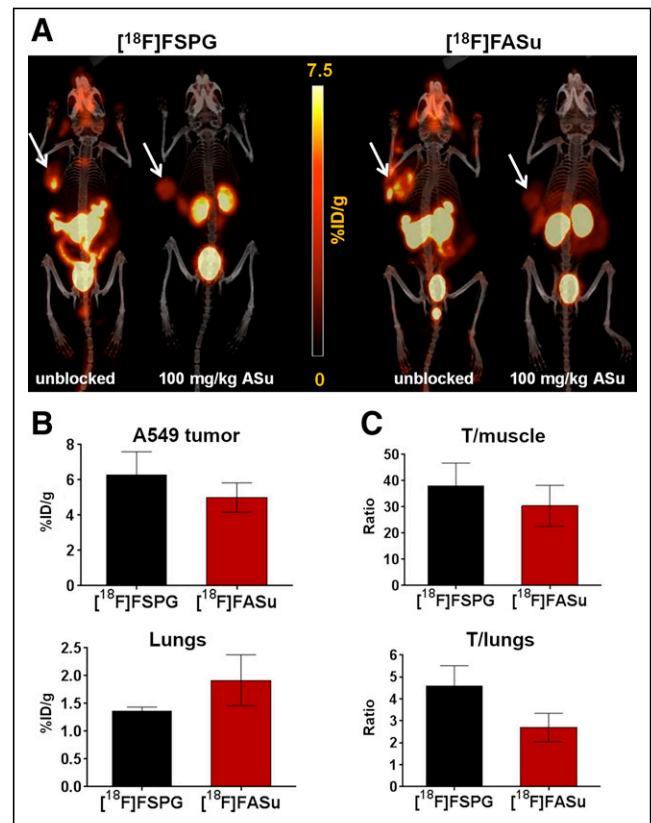 A
[¹⁸F]FSPG
[¹⁸F]FASu
7.5
%ID/g
0
unblocked
100 mg/kg ASu
unblocked
100 mg/kg ASu
B
A549 tumor
%ID/g
8
6
4
2
0
[¹⁸F]FSPG
[¹⁸F]FASu
Lungs
%ID/g
2.5
2.0
1.5
1.0
0.5
0.0
[¹⁸F]FSPG
[¹⁸F]FASu
C
T/muscle
Ratio
50
40
30
20
10
0
[¹⁸F]FSPG
[¹⁸F]FASu
T/lungs
Ratio
6
5
4
3
2
1
0
[¹⁸F]FSPG
[¹⁸F]FASu